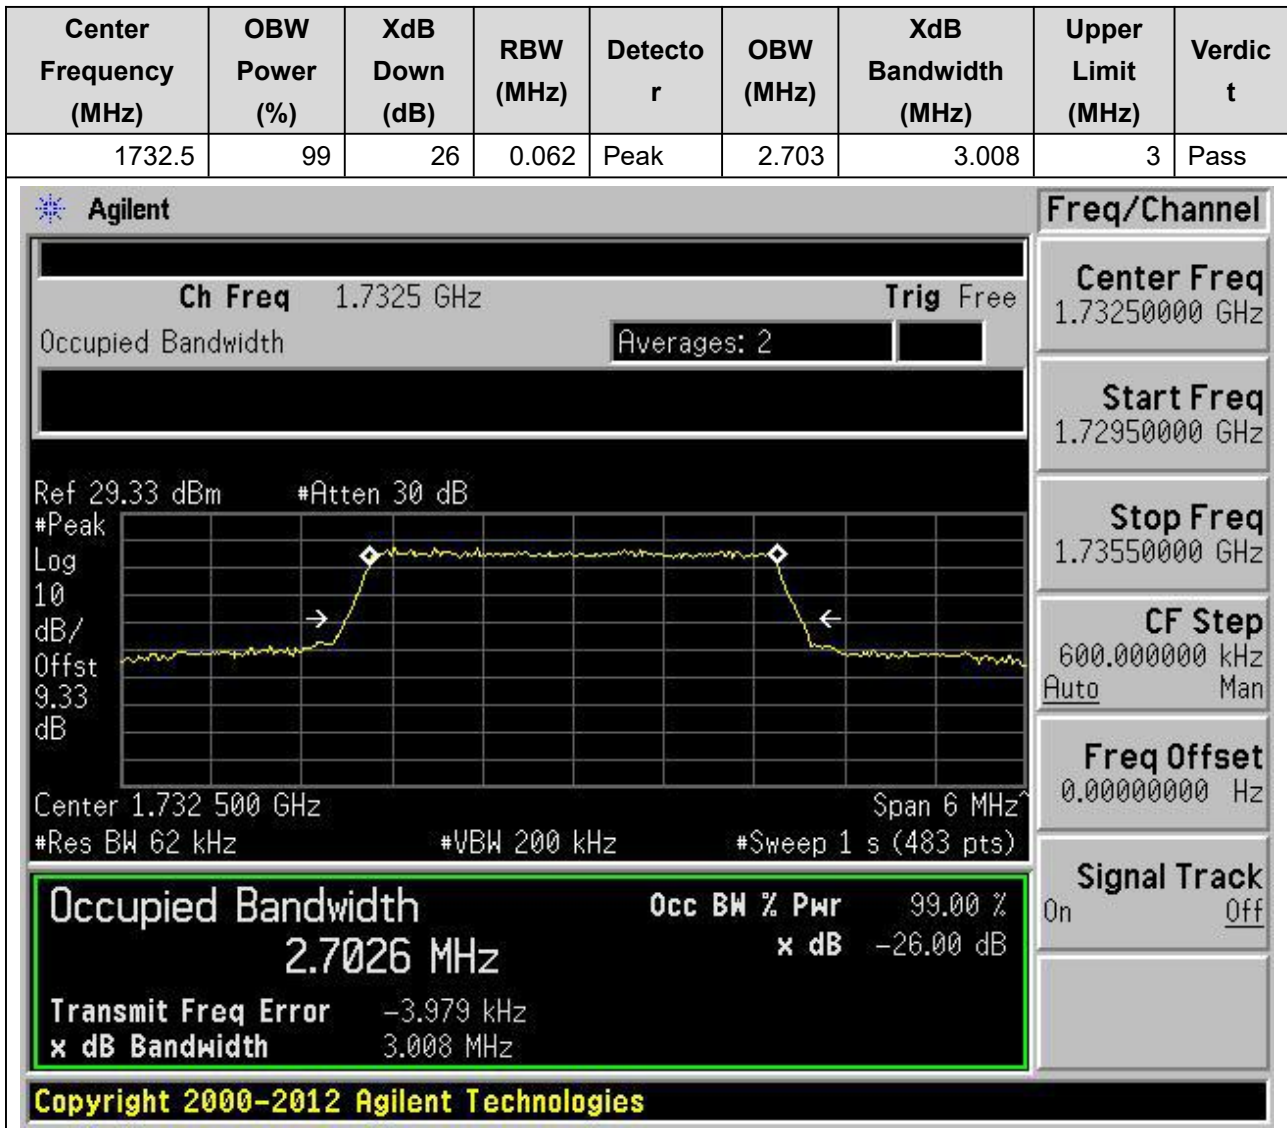 Center Frequency (MHz) OBW Power (%) XdB Down (dB) RBW (MHz) Detecto r OBW (MHz) XdB Bandwidth (MHz) Upper Limit (MHz) Verdic t
1732.5 99 26 0.062 Peak 2.703 3.008 3 Pass
Agilent
Freq/Channel
Ch Freq 1.7325 GHz Trig Free
Occupied Bandwidth Averages: 2
Center Freq
1.73250000 GHz
Start Freq
1.72950000 GHz
Stop Freq
1.73550000 GHz
CF Step
600.000000 kHz
Auto Man
Freq Offset
0.00000000 Hz
Signal Track
On Off
Ref 29.33 dBm #Atten 30 dB
#Peak
Log
10
dB/
Offst
9.33
dB
Center 1.732 500 GHz Span 6 MHz^
#Res BW 62 kHz #VBW 200 kHz #Sweep 1 s (483 pts)
Occupied Bandwidth Occ BW % Pwr 99.00 %
2.7026 MHz x dB -26.00 dB
Transmit Freq Error -3.979 kHz
x dB Bandwidth 3.008 MHz
Copyright 2000-2012 Agilent Technologies